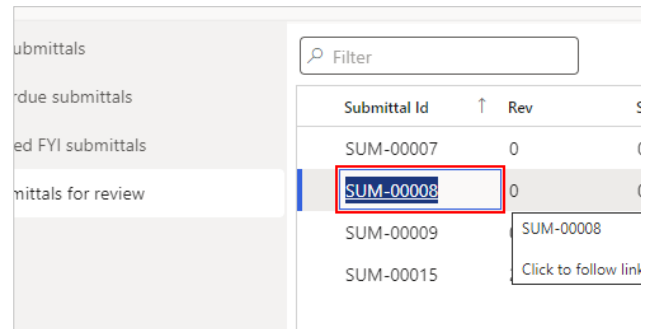 ubmittals
rdue submittals
ed FYI submittals
mittals for review
Filter
Submittal Id ↑ Rev
SUM-00007 0
SUM-00008 0
SUM-00009
SUM-00015
SUM-00008
Click to follow link